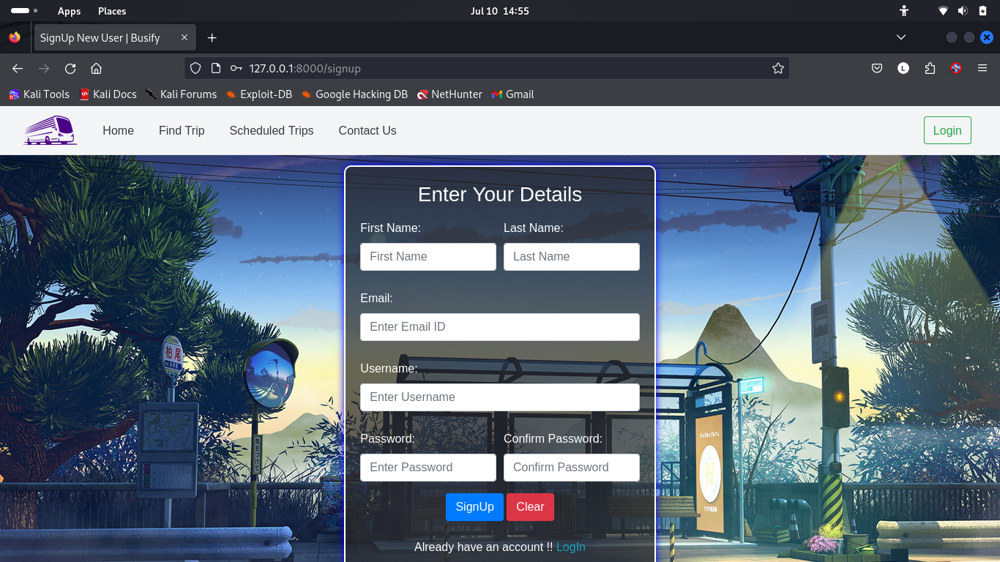 Apps Places Jul 10 14:55
SignUp New User | Busify
127.0.0.1:8000/signup
L
Kali Tools Kali Docs Kali Forums Exploit-DB Google Hacking DB NetHunter Gmail
Home Find Trip Scheduled Trips Contact Us Login
Enter Your Details
First Name: Last Name:
First Name Last Name
Email:
Enter Email ID
Username:
Enter Username
Password: Confirm Password:
Enter Password Confirm Password
SignUp Clear
Already have an account !! LogIn
柏尾